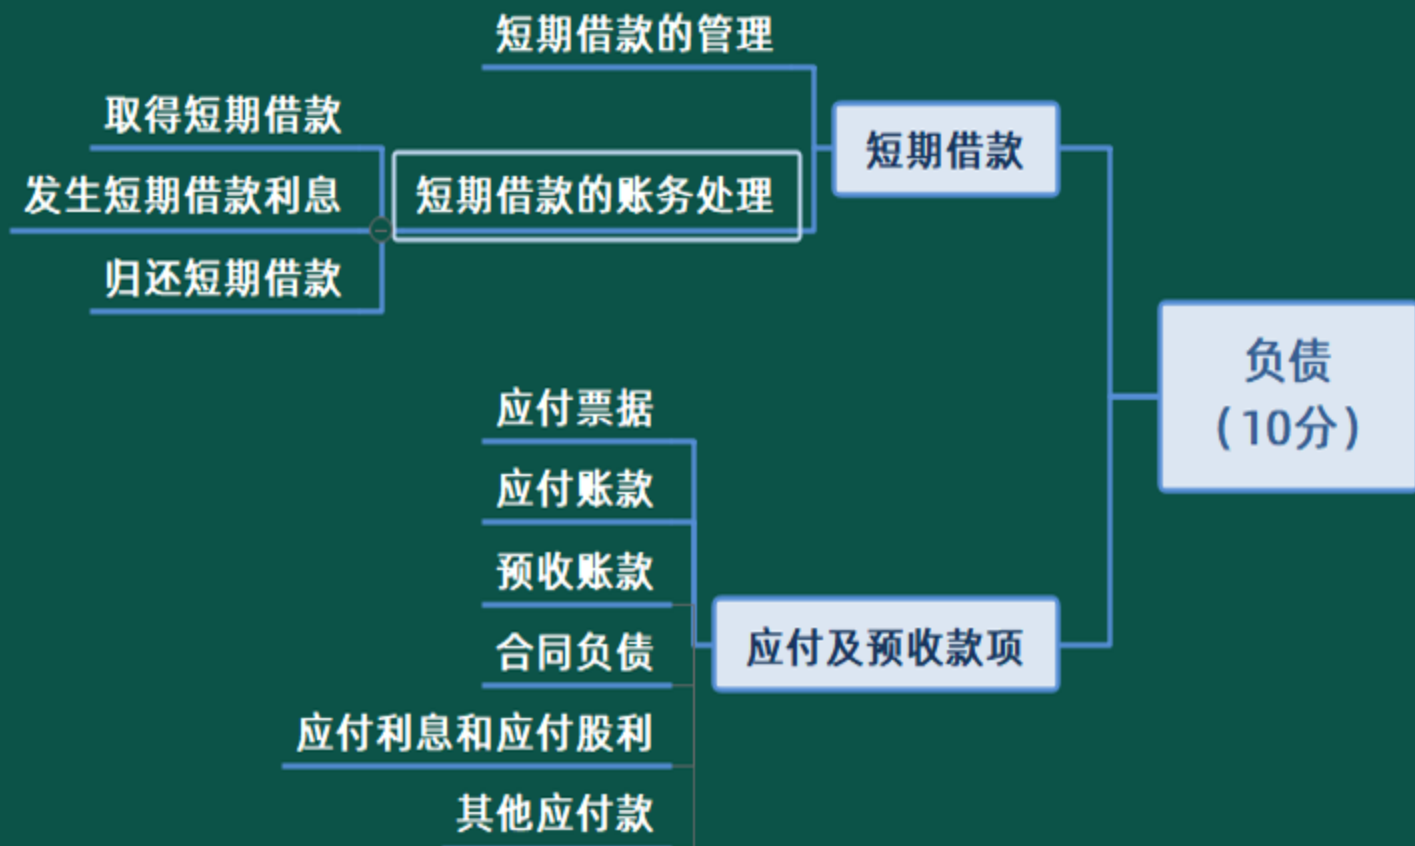 短期借款的管理
取得短期借款
短期借款
发生短期借款利息
短期借款的账务处理
归还短期借款
负债
（10分）
应付票据
应付账款
预收账款
合同负债
应付及预收款项
应付利息和应付股利
其他应付款